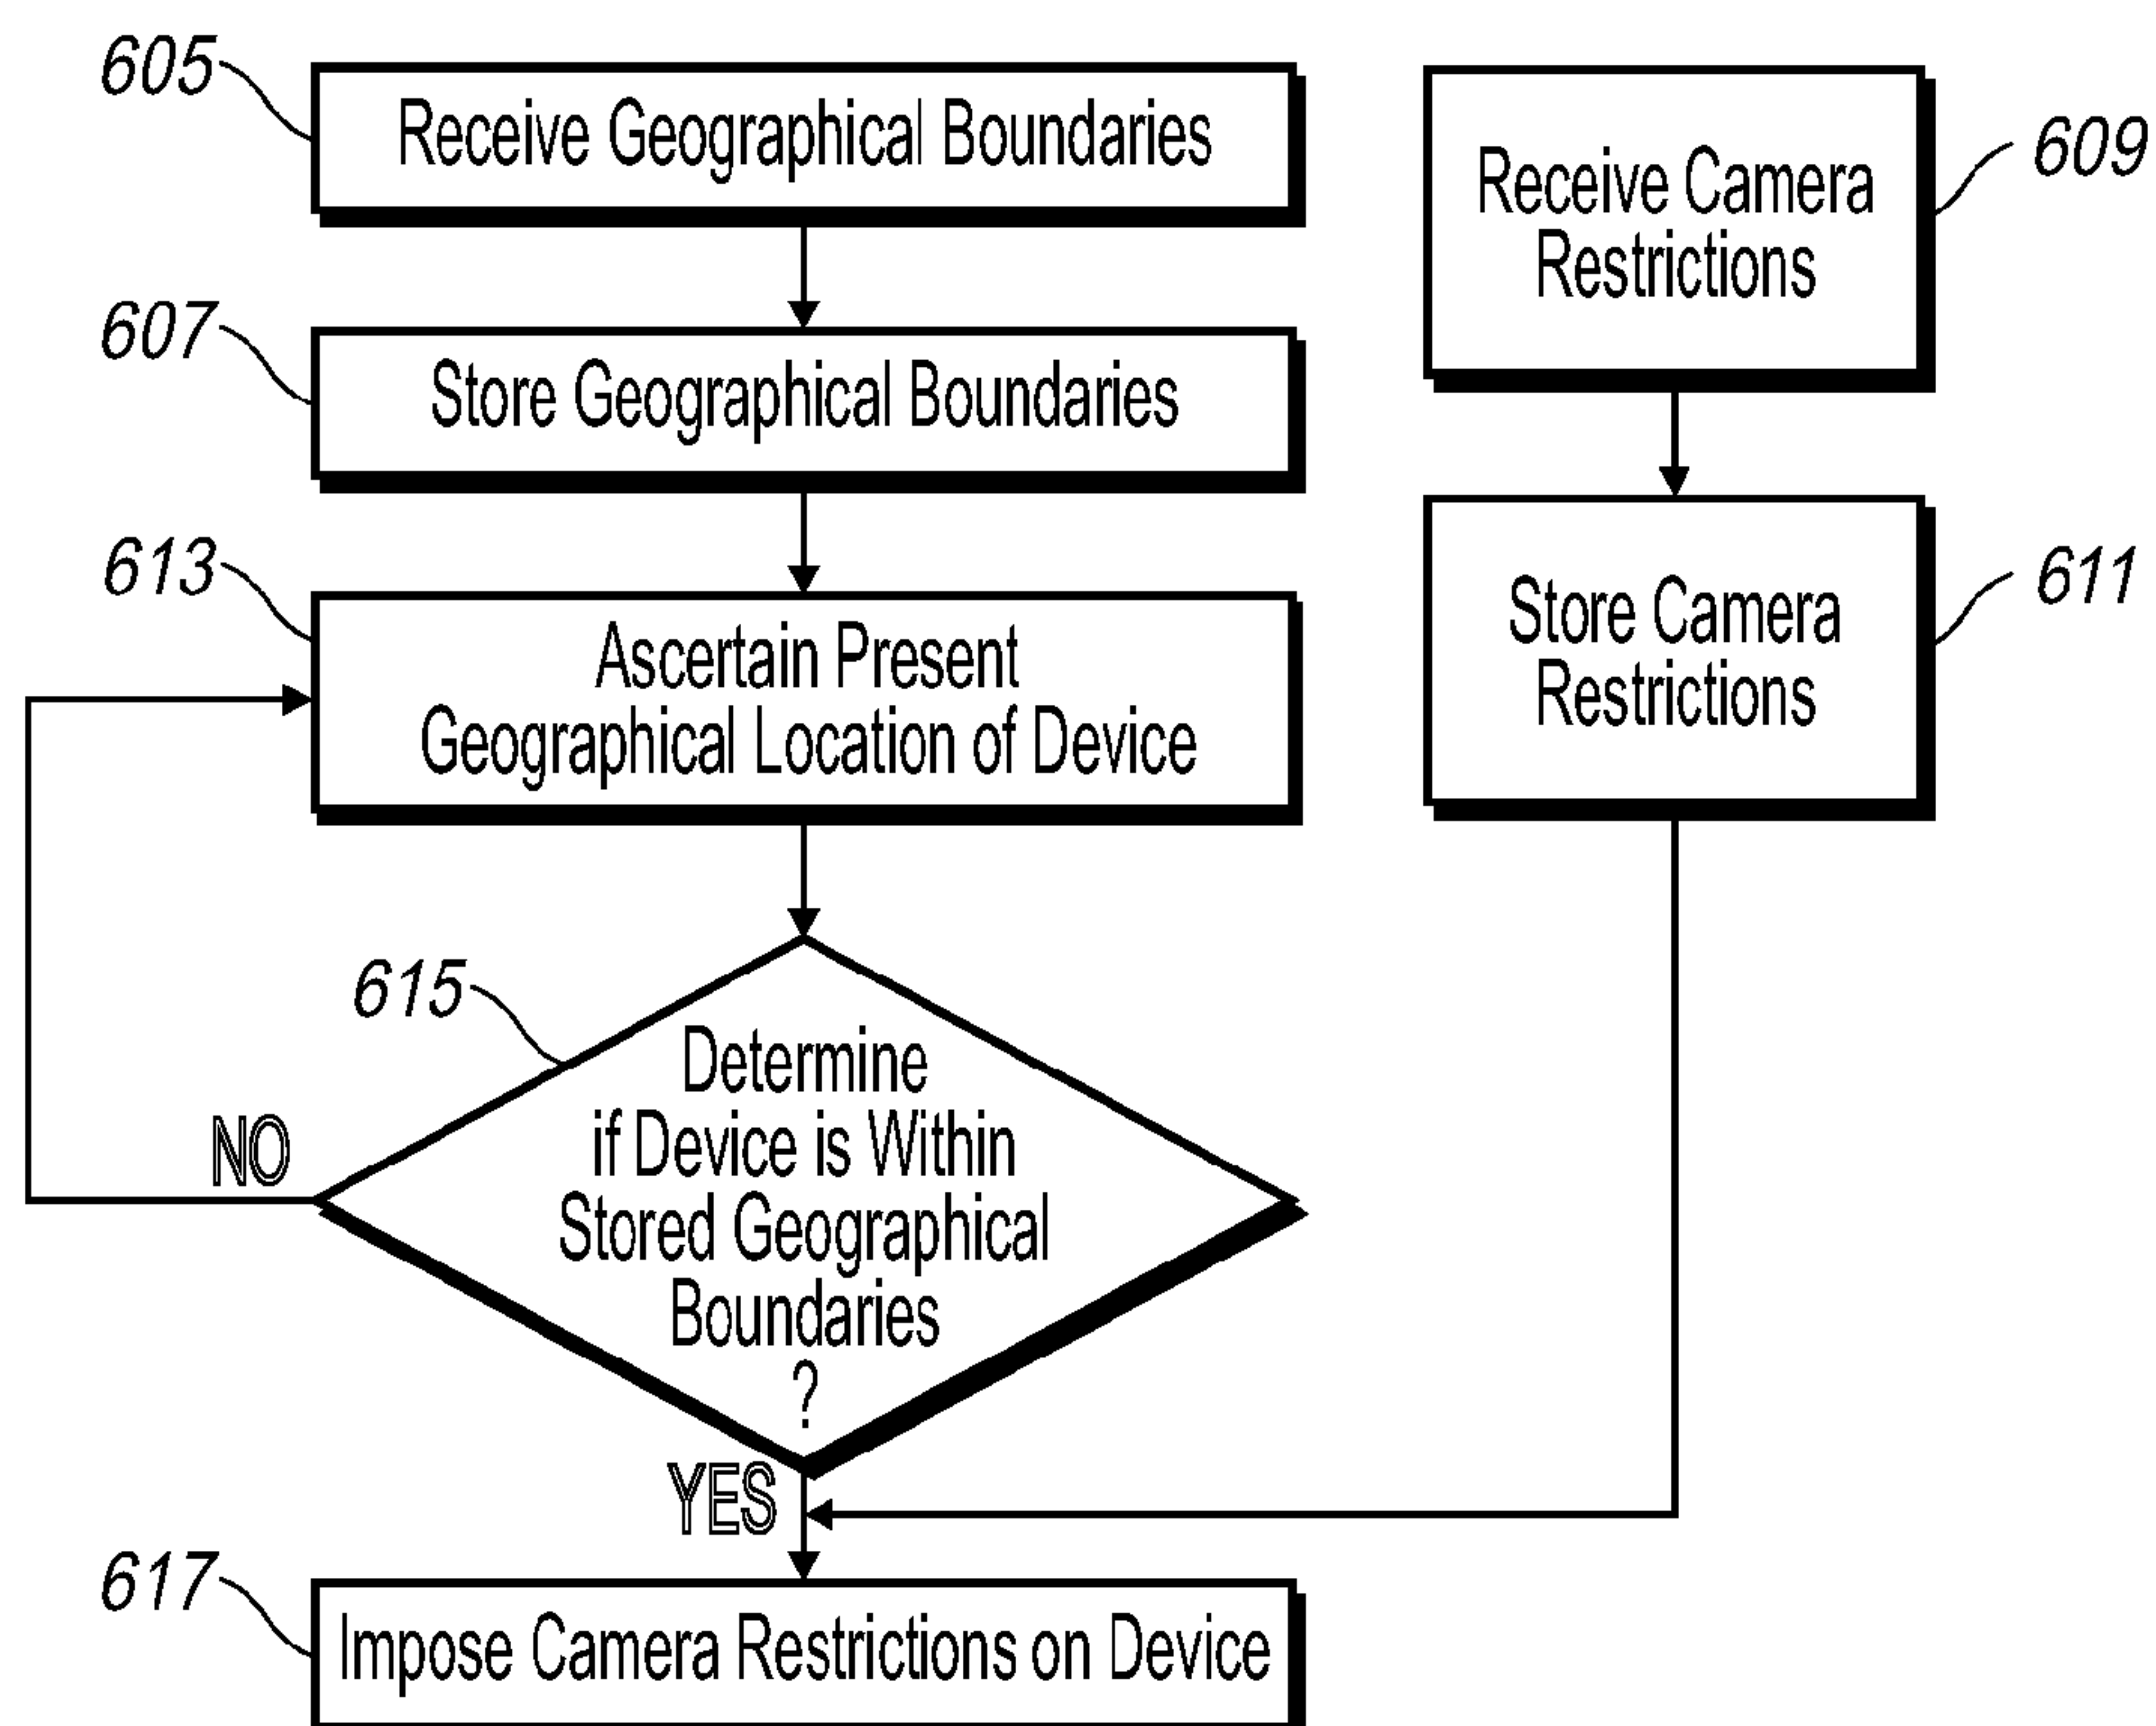 605
Receive Geographical Boundaries
607
Store Geographical Boundaries
613
Ascertain Present
Geographical Location of Device
615
Determine
if Device is Within
Stored Geographical
Boundaries
?
NO
YES
617
Impose Camera Restrictions on Device
Receive Camera
Restrictions
609
Store Camera
Restrictions
611